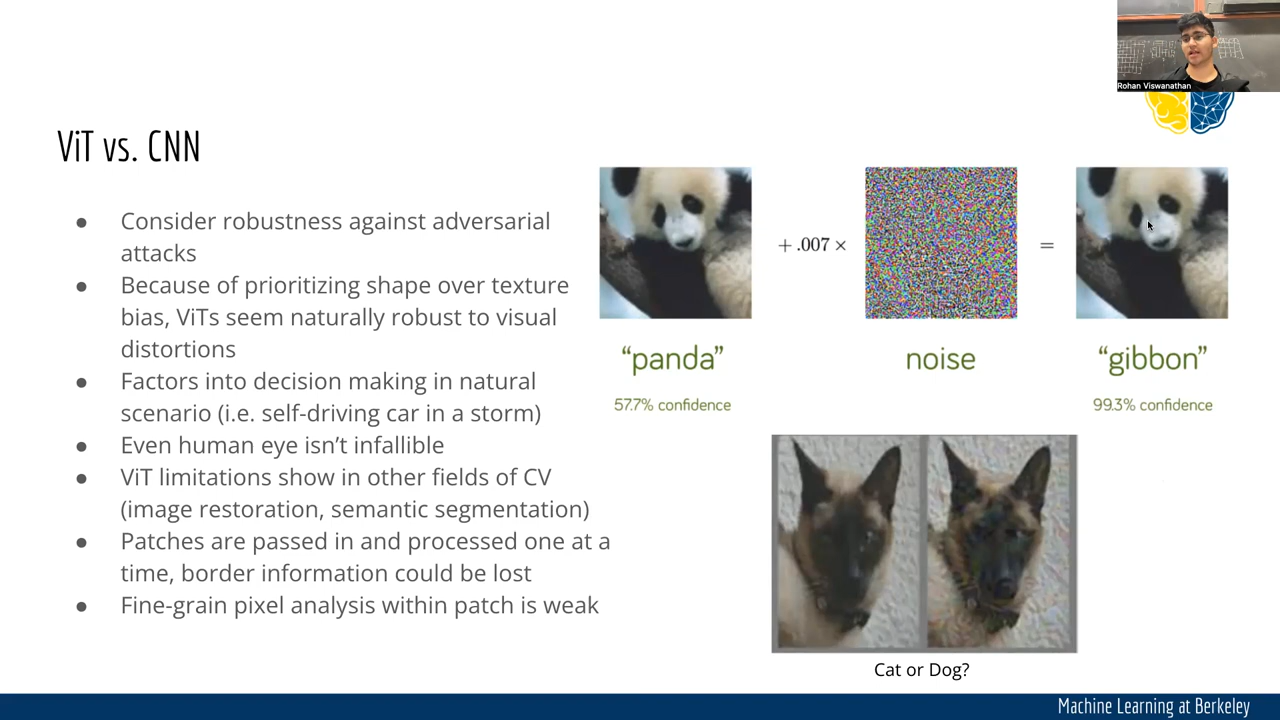 Rohan Viswanathan
ViT vs. CNN
● Consider robustness against adversarial
attacks
● Because of prioritizing shape over texture
bias, ViTs seem naturally robust to visual
distortions
● Factors into decision making in natural
scenario (i.e. self-driving car in a storm)
● Even human eye isn’t infallible
● ViT limitations show in other fields of CV
(image restoration, semantic segmentation)
● Patches are passed in and processed one at a
time, border information could be lost
● Fine-grain pixel analysis within patch is weak
+ .007 ×
=
“panda”
noise
“gibbon”
57.7% confidence
99.3% confidence
Cat or Dog?
Machine Learning at Berkeley